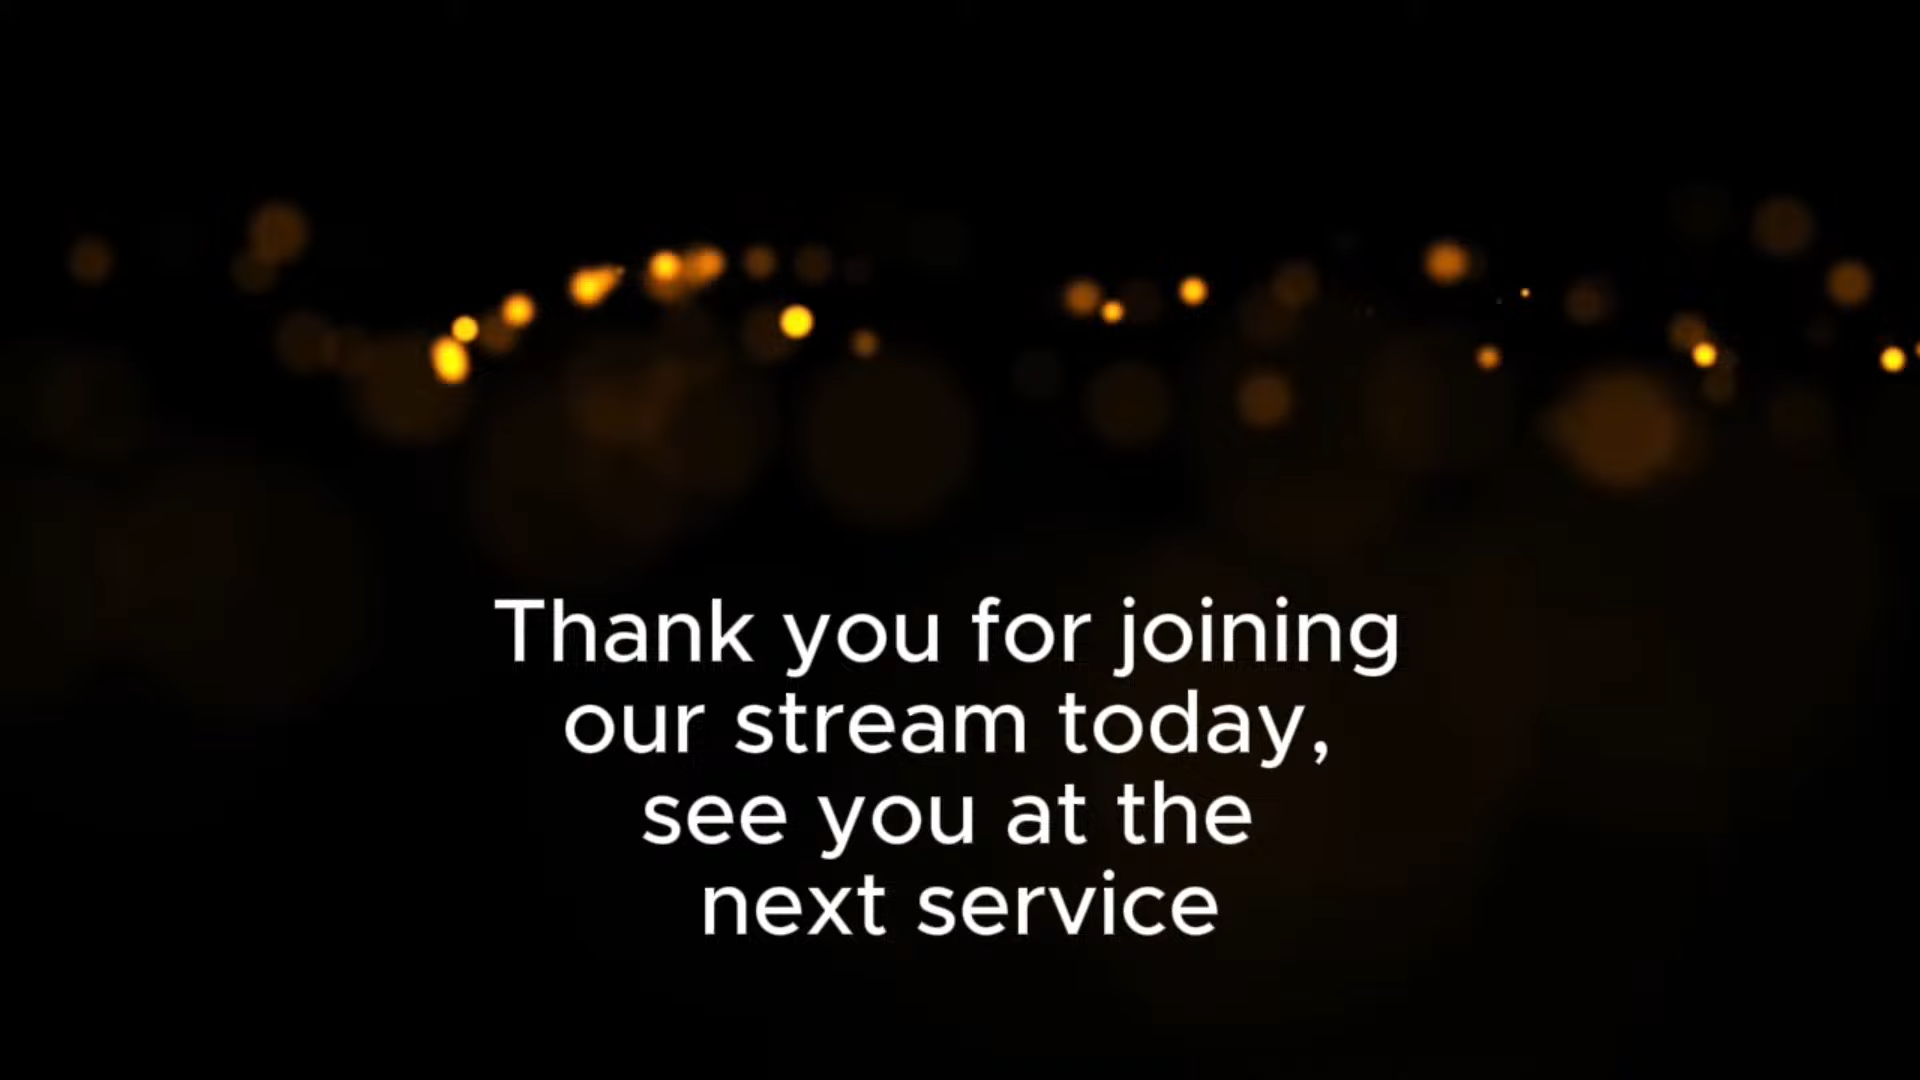 Thank you for joining
our stream today,
see you at the
next service